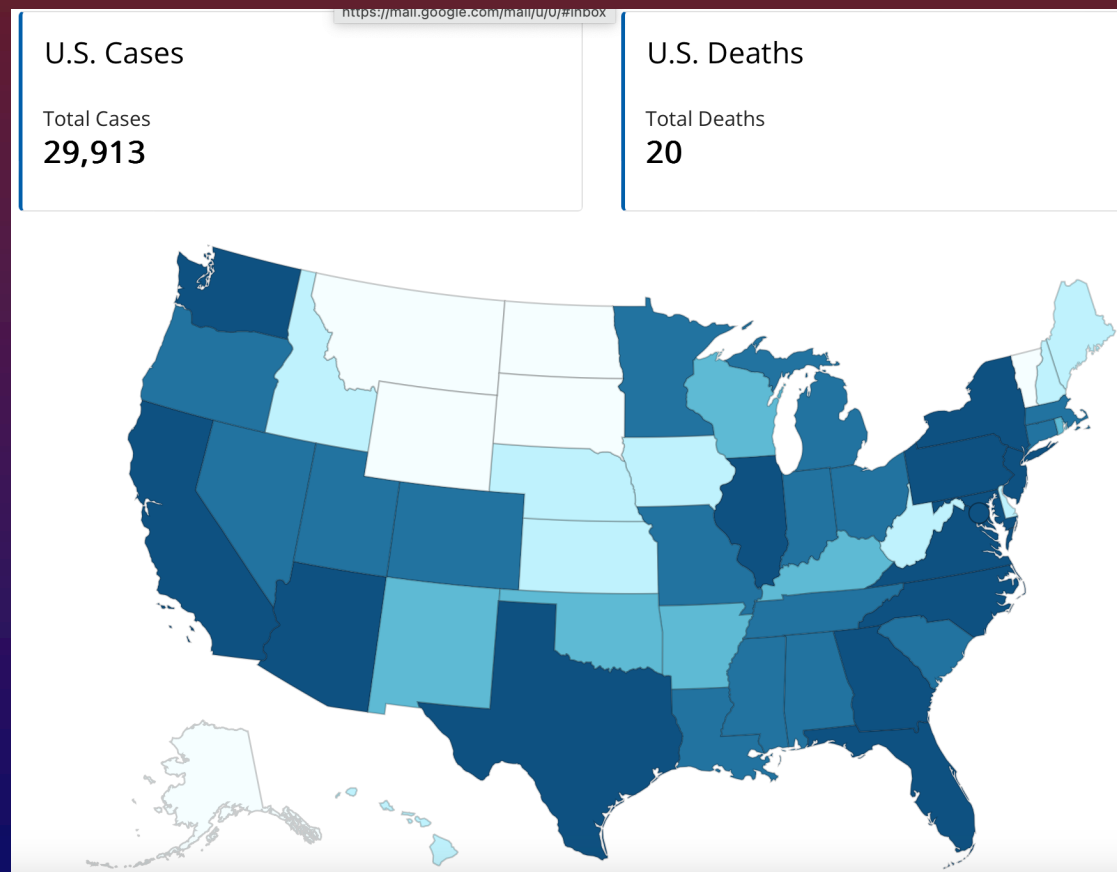 https://mail.google.com/mail/u/0/#inbox
U.S. Cases
Total Cases
29,913
U.S. Deaths
Total Deaths
20